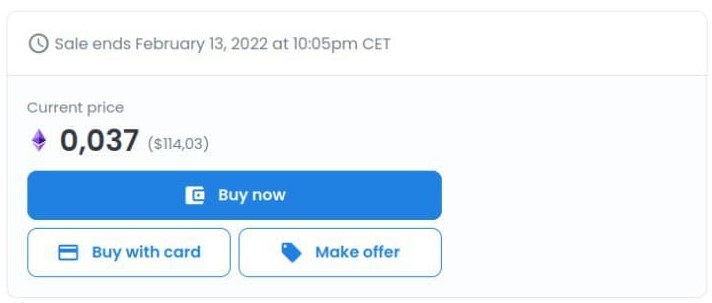 Sale ends February 13, 2022 at 10:05pm CET
Current price
0,037 ($114,03)
Buy now
Buy with card
Make offer